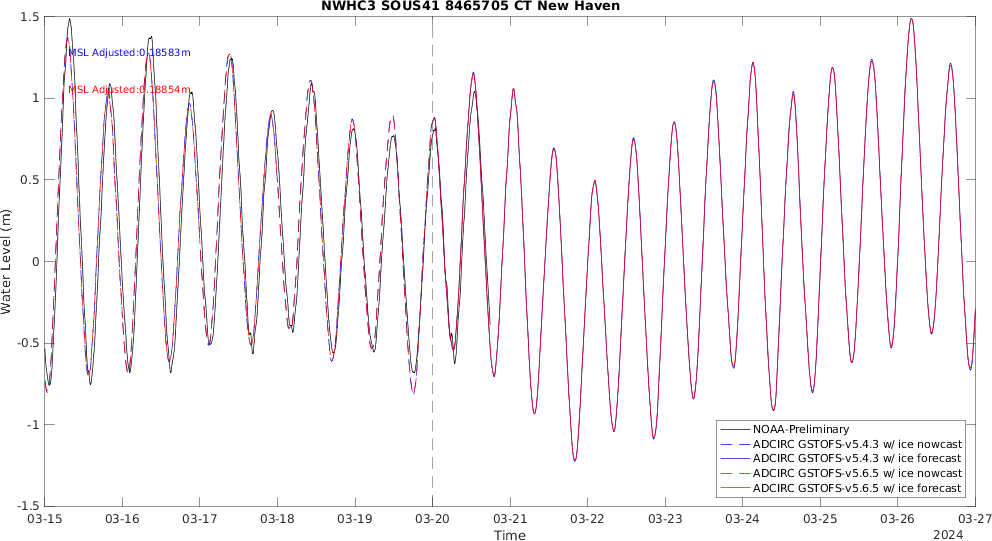 NWHC3 SOUS41 8465705 CT New Haven
Water Level (m)
1.5
1
0.5
0
-0.5
-1
-1.5
MSL Adjusted:0.18583m
MSL Adjusted:0.18854m
NOAA-Preliminary
ADCIRC GSTOFS-v5.4.3 w/ ice nowcast
ADCIRC GSTOFS-v5.4.3 w/ ice forecast
ADCIRC GSTOFS-v5.6.5 w/ ice nowcast
ADCIRC GSTOFS-v5.6.5 w/ ice forecast
03-15 03-16 03-17 03-18 03-19 03-20 03-21 03-22 03-23 03-24 03-25 03-26 03-27
Time
2024